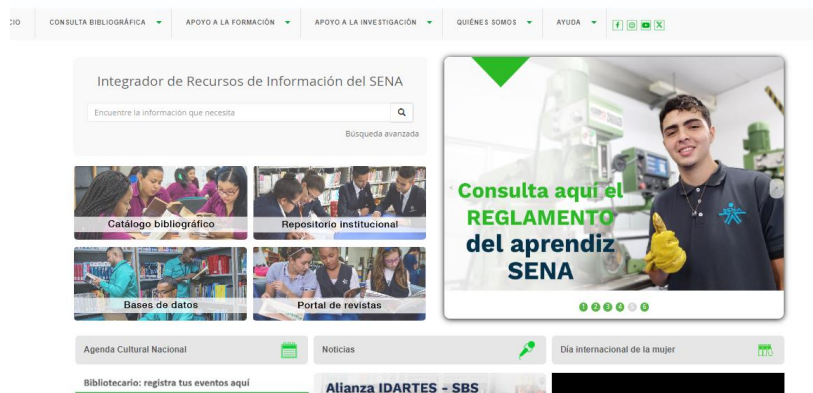 CIO
CONSULTA BIBLIOGRÁFICA
APOYO A LA FORMACIÓN
APOYO A LA INVESTIGACIÓN
QUIÉNES SOMOS
AYUDA
Integrador de Recursos de Información del SENA
Encuentre la información que necesita
Búsqueda avanzada
Catálogo bibliográfico
Repositorio institucional
Bases de datos
Portal de revistas
Consulta aquí el
REGLAMENTO
del aprendiz
SENA
1 2 3 4 5 6
Agenda Cultural Nacional
Noticias
Día internacional de la mujer
Bibliotecario: registra tus eventos aquí
Alianza IDARTES - SBS